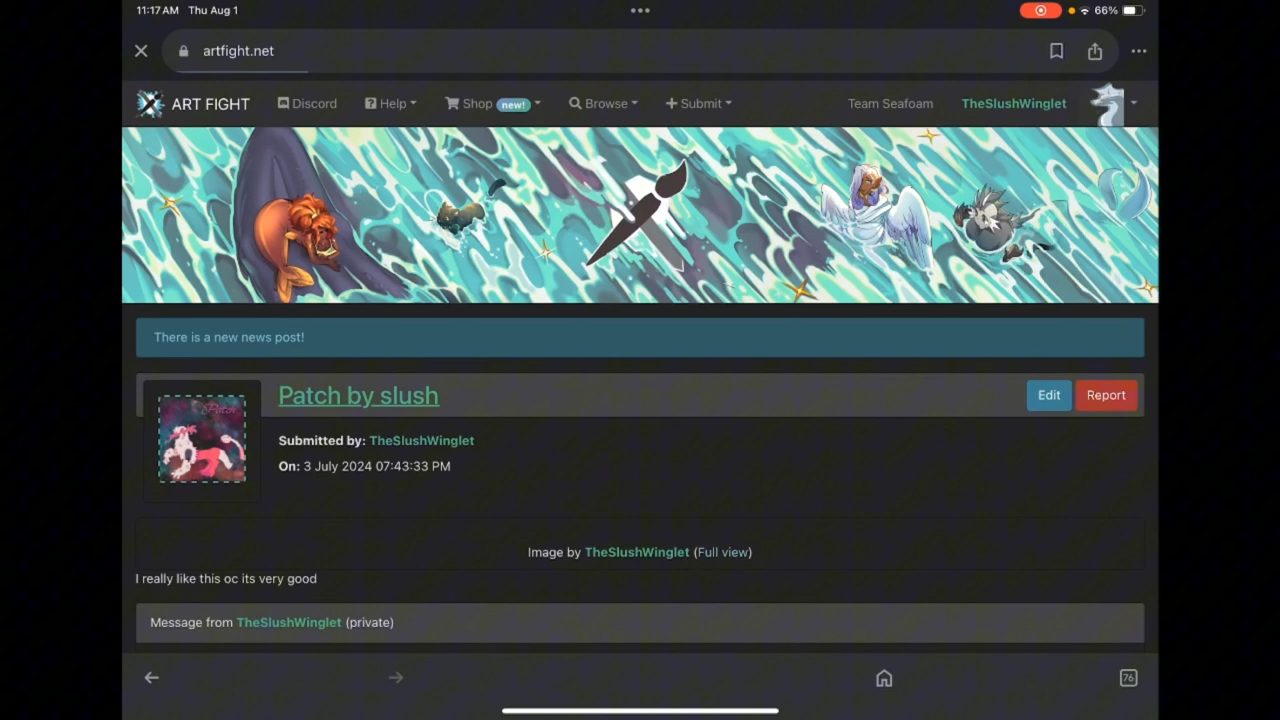 11:17 AM Thu Aug 1
66%
artfight.net
ART FIGHT Discord Help Shop new! Browse Submit Team Seafoam TheSlushWinglet
There is a new news post!
Patch by slush
Edit Report
Patch
Submitted by: TheSlushWinglet
On: 3 July 2024 07:43:33 PM
Image by TheSlushWinglet (Full view)
I really like this oc its very good
Message from TheSlushWinglet (private)
76